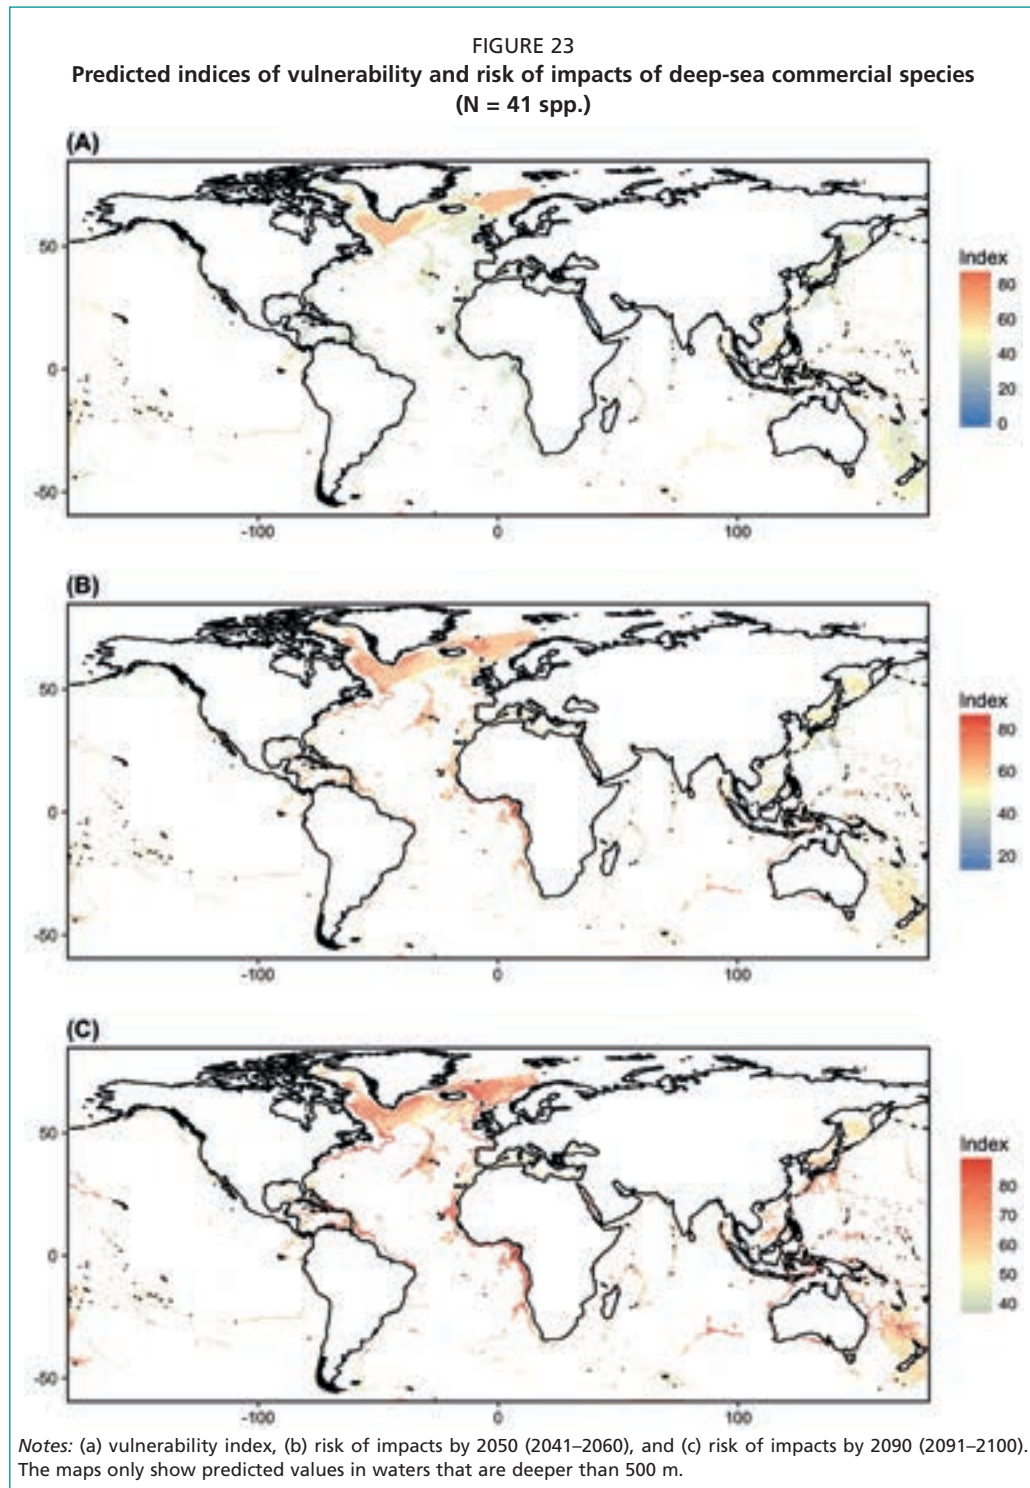 FIGURE 23
Predicted indices of vulnerability and risk of impacts of deep-sea commercial species
(N = 41 spp.)
(A)
50
0
-50
-100
0
100
Index
80
60
40
20
0
(B)
50
0
-50
-100
0
100
Index
80
60
40
20
(C)
50
0
-50
-100
0
100
Index
80
70
60
50
40
Notes: (a) vulnerability index, (b) risk of impacts by 2050 (2041–2060), and (c) risk of impacts by 2090 (2091–2100).
The maps only show predicted values in waters that are deeper than 500 m.